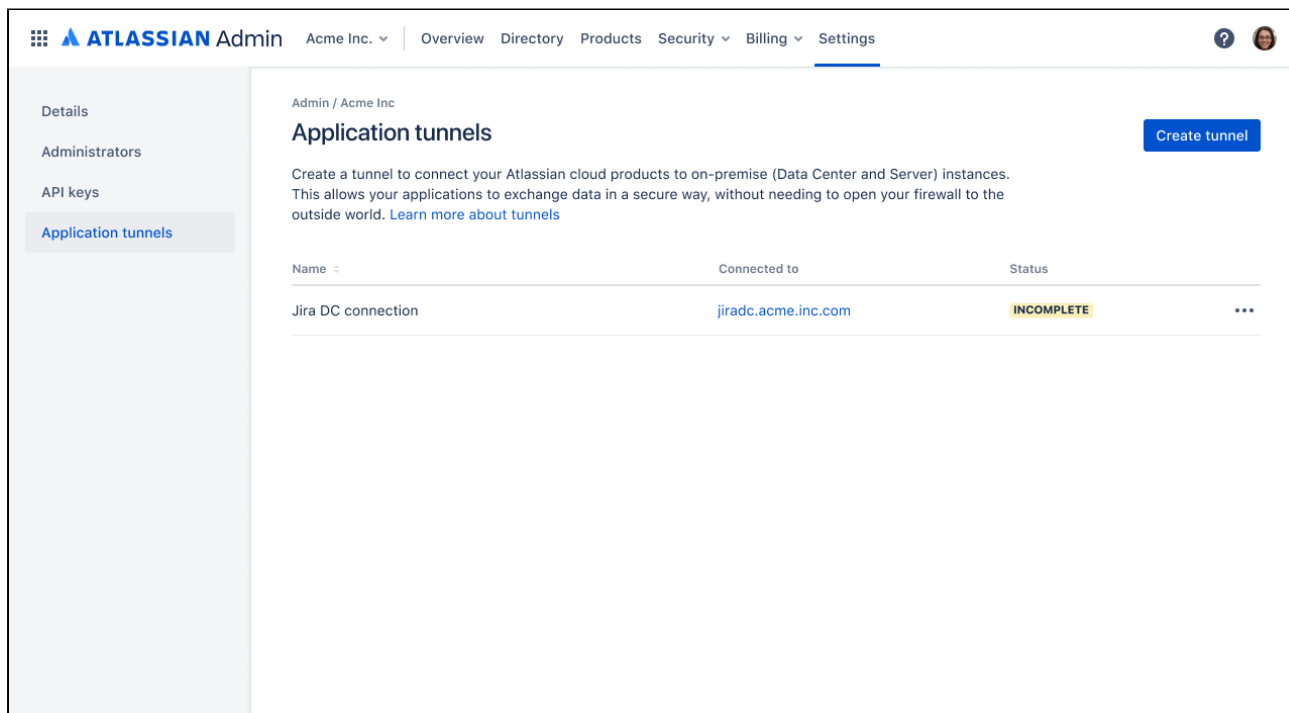 ATLASSIAN Admin Acme Inc. Overview Directory Products Security Billing Settings
Details
Administrators
API keys
Application tunnels
Admin / Acme Inc
Application tunnels
Create tunnel
Create a tunnel to connect your Atlassian cloud products to on-premise (Data Center and Server) instances.
This allows your applications to exchange data in a secure way, without needing to open your firewall to the
outside world. Learn more about tunnels
Name Connected to Status
Jira DC connection jiradc.acme.inc.com INCOMPLETE